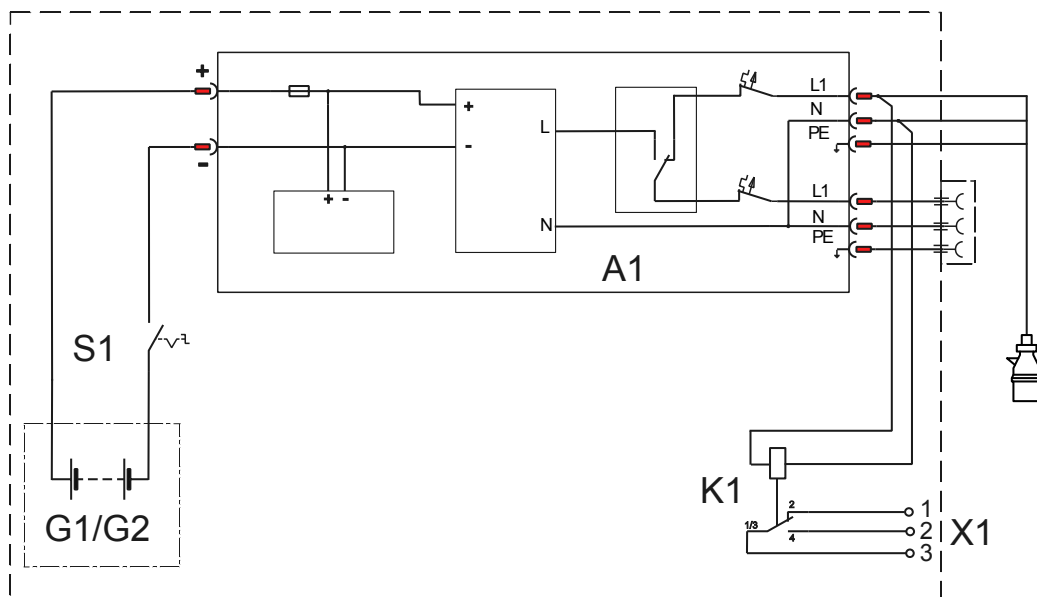 +
-
+
-
+ -
L
N
L1
N
PE
L1
N
PE
A1
S1
G1/G2
K1
2
1/3
4
1
2
3
X1